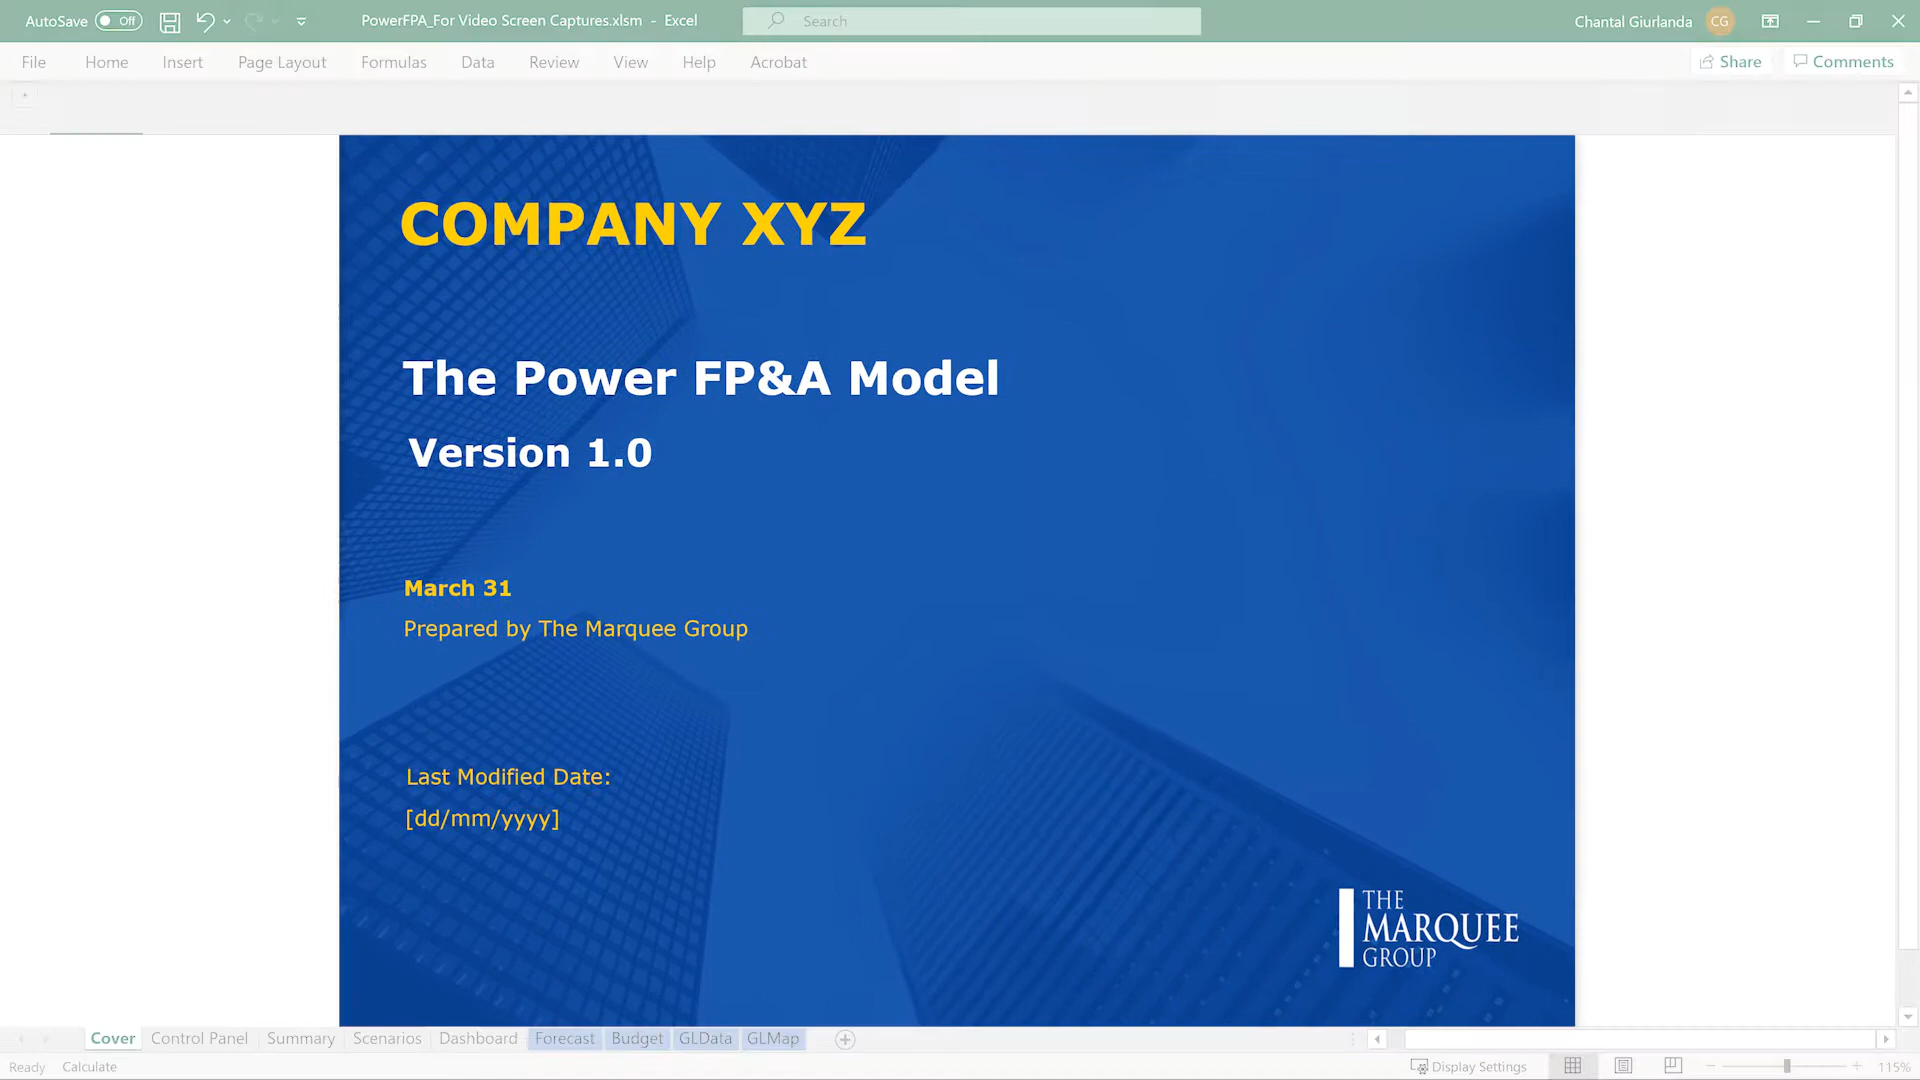 AutoSave Off PowerFPA_For Video Screen Captures.xlsm - Excel Search Chantal Giurlanda CG
File Home Insert Page Layout Formulas Data Review View Help Acrobat Share Comments
COMPANY XYZ
The Power FP&A Model
Version 1.0
March 31
Prepared by The Marquee Group
Last Modified Date:
[dd/mm/yyyy]
THE
MARQUEE
GROUP
Cover Control Panel Summary Scenarios Dashboard Forecast Budget GLData GLMap
Ready Calculate Display Settings 115%